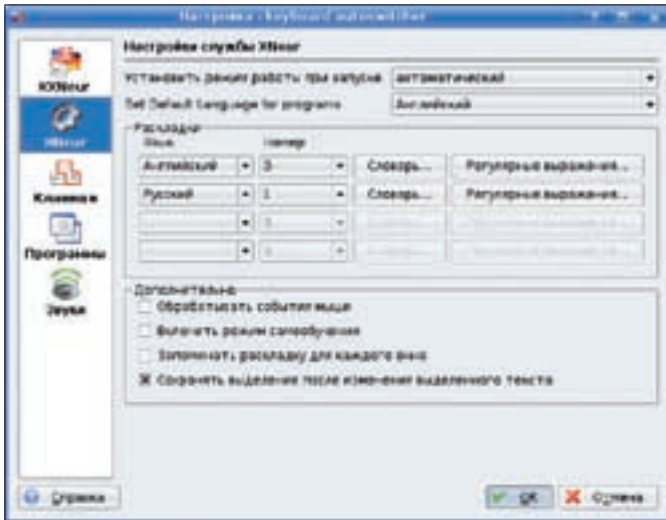 Настройка - keyboard autoswitcher
KXNeur
XNeur
Клавиши
Программы
Звуки
Настройки службы XNeur
Установить режим работы при запуске автоматический
Set Default Language for programs Английский
Раскладки
Язык Номер
Английский Словарь... Регулярные выражения...
Русский 1 Словарь... Регулярные выражения...
Дополнительно
Обрабатывать события мыши
Включить режим самообучения
Запоминать раскладку для каждого окна
Сохранять выделение после изменения выделенного текста
Справка
OK
Отмена